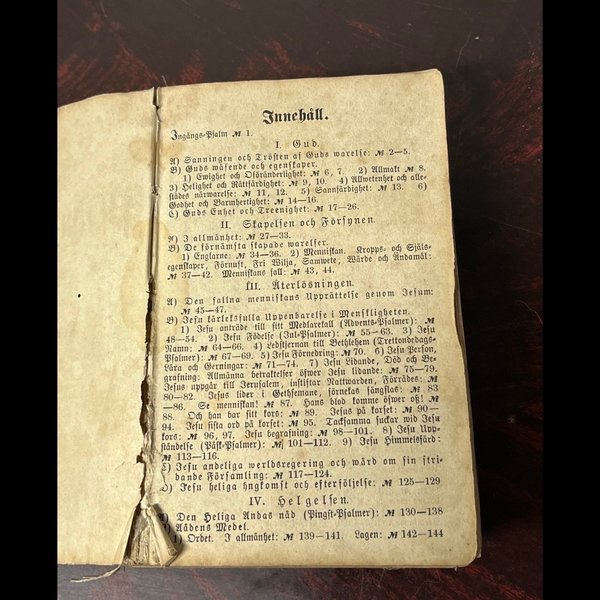 Innehåll.
Ingångs-Psalm № 1.
I. Gud.
A) Sanningen och Trösten af Guds warelse: № 2—5.
B) Guds wäsende och egenskaper.
1) Ewighet och Oföränderlighet: № 6, 7. 2) Allmakt № 8.
3) Helighet och Rättfärdighet: № 9, 10. 4) Allwetenhet och alle-
städes närwarelse: № 11, 12. 5) Sannfärdighet: № 13. 6)
Godhet och Barmhertighet: № 14—16.
C) Guds Enhet och Treenighet: № 17—26.
II. Skapelsen och Försynen.
A) I allmänhet: № 27—33.
B) De förnämsta skapade warelser.
1) Englarne: № 34—36. 2) Menniskan. Kropps- och Själs-
egenskaper, Förnuft, Fri Wilja, Samwete, Wärde och Ändamål:
№ 37—42. Menniskans fall: № 43, 44.
III. Återlösningen.
A) Den fallna menniskans Upprättelse genom Jesum:
№ 45—47.
B) Jesu kärleksfulla Uppenbarelse i Menskligheten.
1) Jesu anträde till sitt Medlarekall (Advents-Psalmer): №
48—54. 2) Jesu Födelse (Jul-Psalmer): № 55—63. 3) Jesu
Namn: № 64—66. 4) Ledstjernan till Bethlehem (Trettondedags-
Psalmer): № 67—69. 5) Jesu Förnedring: № 70. 6) Jesu Person,
Lära och Gerningar: № 71—74. 7) Jesu Lidande, Död och Be-
grafning. Allmänna betraktelser öfwer Jesu lidande: № 75—79.
Jesus uppgår till Jerusalem, instiftar Nattwarden, Förrådes: №
80—82. Jesus lider i Gethsemane, förnekas fängslas: № 83
—86. Se menniskan! № 87. Hans blod komme öfwer oß! №
88. Och han bar sitt kors: № 89. Jesus på korset: № 90—
94. Jesu sista ord på korset: № 95. Tacksamma suckar wid Jesu
kors: № 96, 97. Jesu begrafning: № 98—101. 8) Jesu Upp-
ståndelse (Påsk-Psalmer): № 101—112. 9) Jesu Himmelsfärd:
№ 113—116.
C) Jesu andeliga werldsregering och wård om sin stri-
dande Församling: № 117—124.
D) Jesu heliga hngkomst och efterföljelse: № 125—129
IV. Helgelsen.
Den Heliga Andas nåd (Pingst-Psalmer): № 130—138
Nådens Medel.
1) Ordet. I allmänhet: № 139—141. Lagen: № 142—144